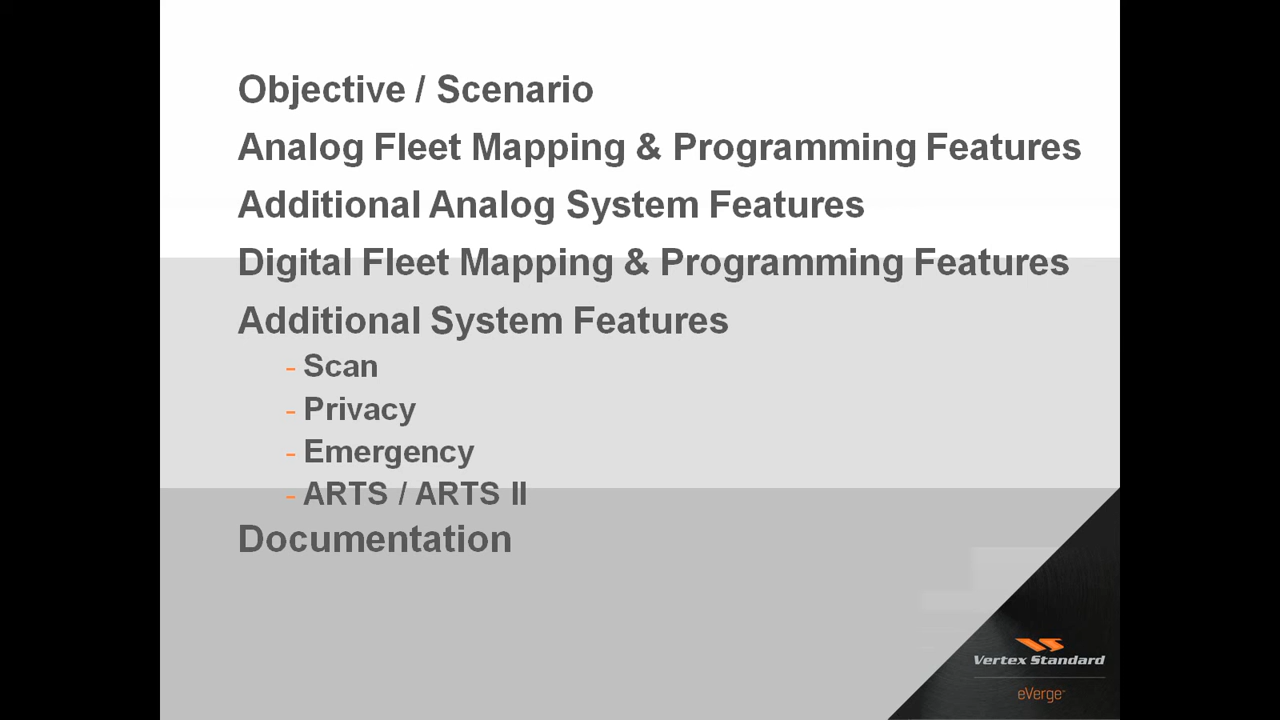 Objective / Scenario
Analog Fleet Mapping & Programming Features
Additional Analog System Features
Digital Fleet Mapping & Programming Features
Additional System Features
- Scan
- Privacy
- Emergency
- ARTS / ARTS II
Documentation
Vertex Standard
eVerge™